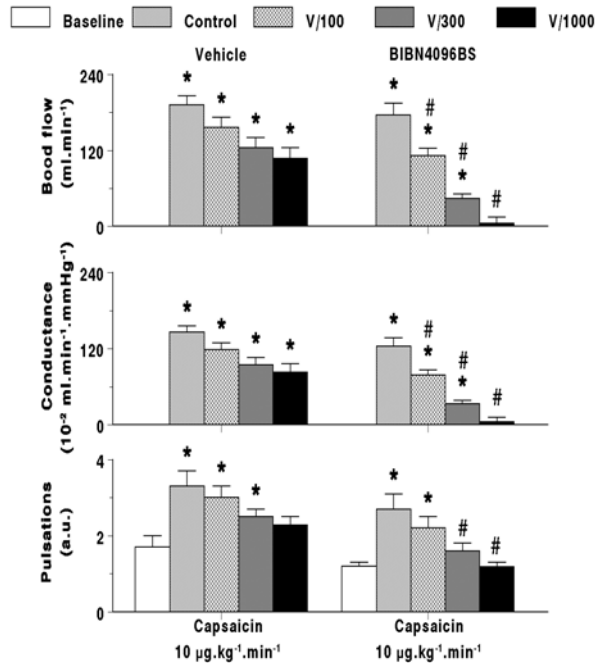 Baseline Control V/100 V/300 V/1000
Vehicle BIBN4096BS
Bood flow
(ml.min⁻¹)
240
120
0
* * * *
* #
* #
* #
Conductance
(10⁻² ml.min⁻¹.mmHg⁻¹)
240
120
0
* * * *
* #
* #
* #
Pulsations
(a.u.)
4
2
0
* * *
* * # #
Capsaicin Capsaicin
10 µg.kg⁻¹.min⁻¹ 10 µg.kg⁻¹.min⁻¹